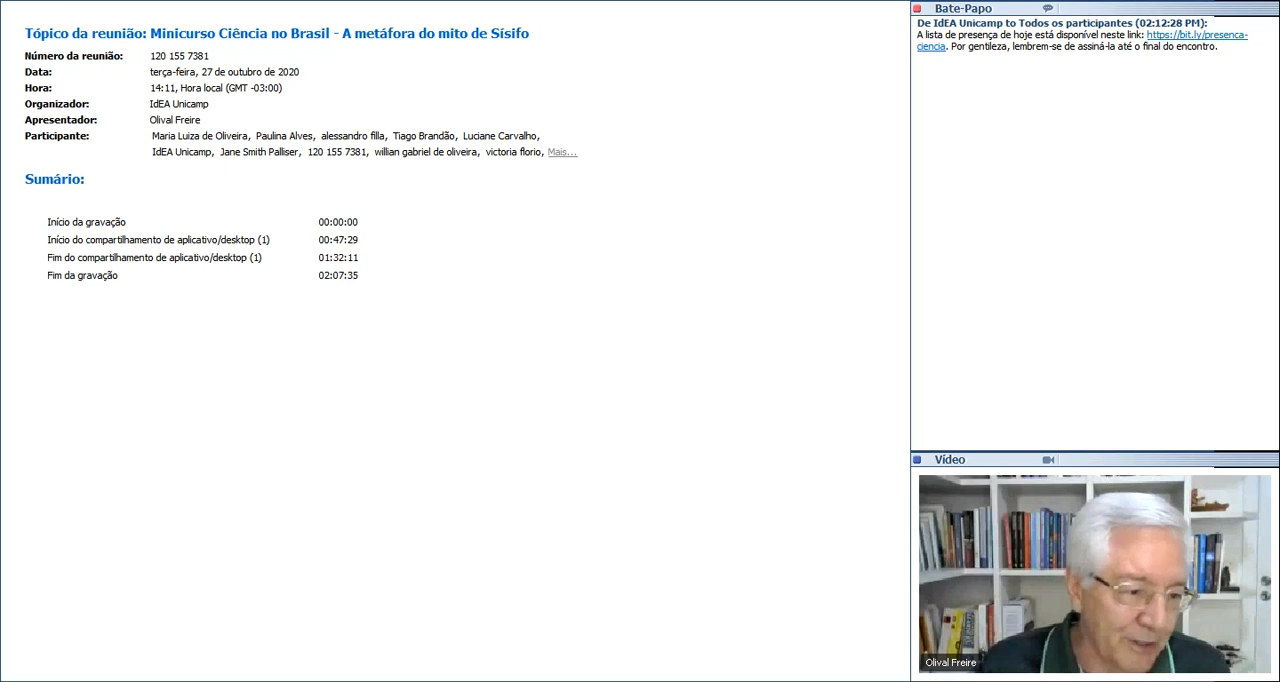 Tópico da reunião: Minicurso Ciência no Brasil - A metáfora do mito de Sísifo
Número da reunião: 120 155 7381
Data: terça-feira, 27 de outubro de 2020
Hora: 14:11, Hora local (GMT -03:00)
Organizador: IdEA Unicamp
Apresentador: Olival Freire
Participante: Maria Luiza de Oliveira, Paulina Alves, alessandro filla, Tiago Brandão, Luciane Carvalho,
IdEA Unicamp, Jane Smith Palliser, 120 155 7381, willian gabriel de oliveira, victoria florio, Mais...
Sumário:
Início da gravação 00:00:00
Início do compartilhamento de aplicativo/desktop (1) 00:47:29
Fim do compartilhamento de aplicativo/desktop (1) 01:32:11
Fim da gravação 02:07:35
Bate-Papo
De IdEA Unicamp to Todos os participantes (02:12:28 PM):
A lista de presença de hoje está disponível neste link: https://bit.ly/presenca-
ciencia. Por gentileza, lembrem-se de assiná-la até o final do encontro.
Vídeo
Olival Freire